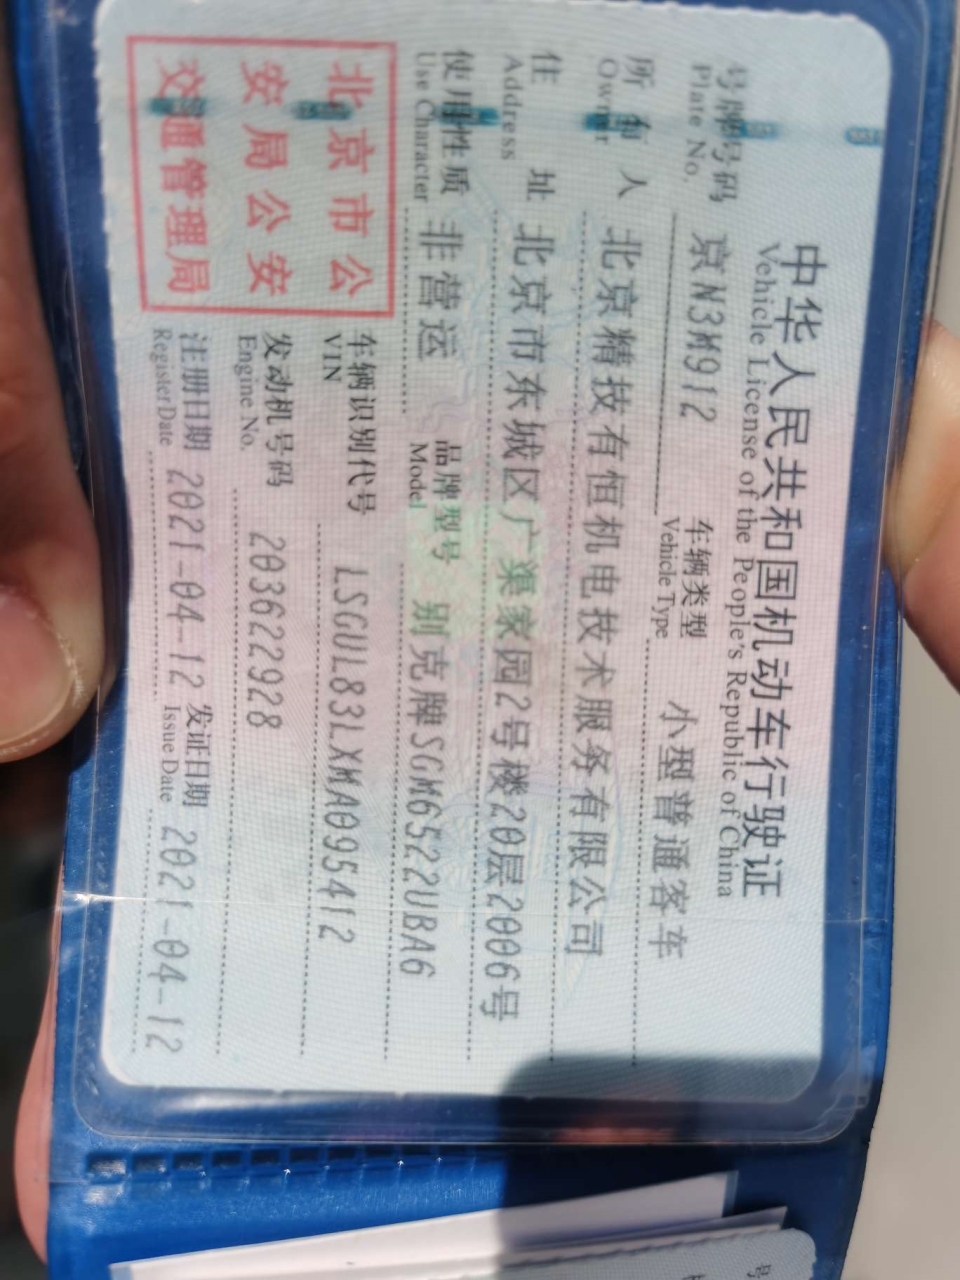 中华人民共和国机动车行驶证
Vehicle License of the People's Republic of China
号牌号码 京N3M912 车辆类型 小型普通客车
Plate No. Vehicle Type
所有人 北京精技有恒机电技术服务有限公司
Owner
住址 北京市东城区广渠家园2号楼20层2006号
Address
使用性质 非营运 品牌型号 别克牌SGM6522UBA6
Use Character Model
北京市公
安局公安
交通管理局
车辆识别代号 LSGUL83LXMA095412
VIN
发动机号码 203622928
Engine No.
注册日期 2021-04-12 发证日期 2021-04-12
Register Date Issue Date
号